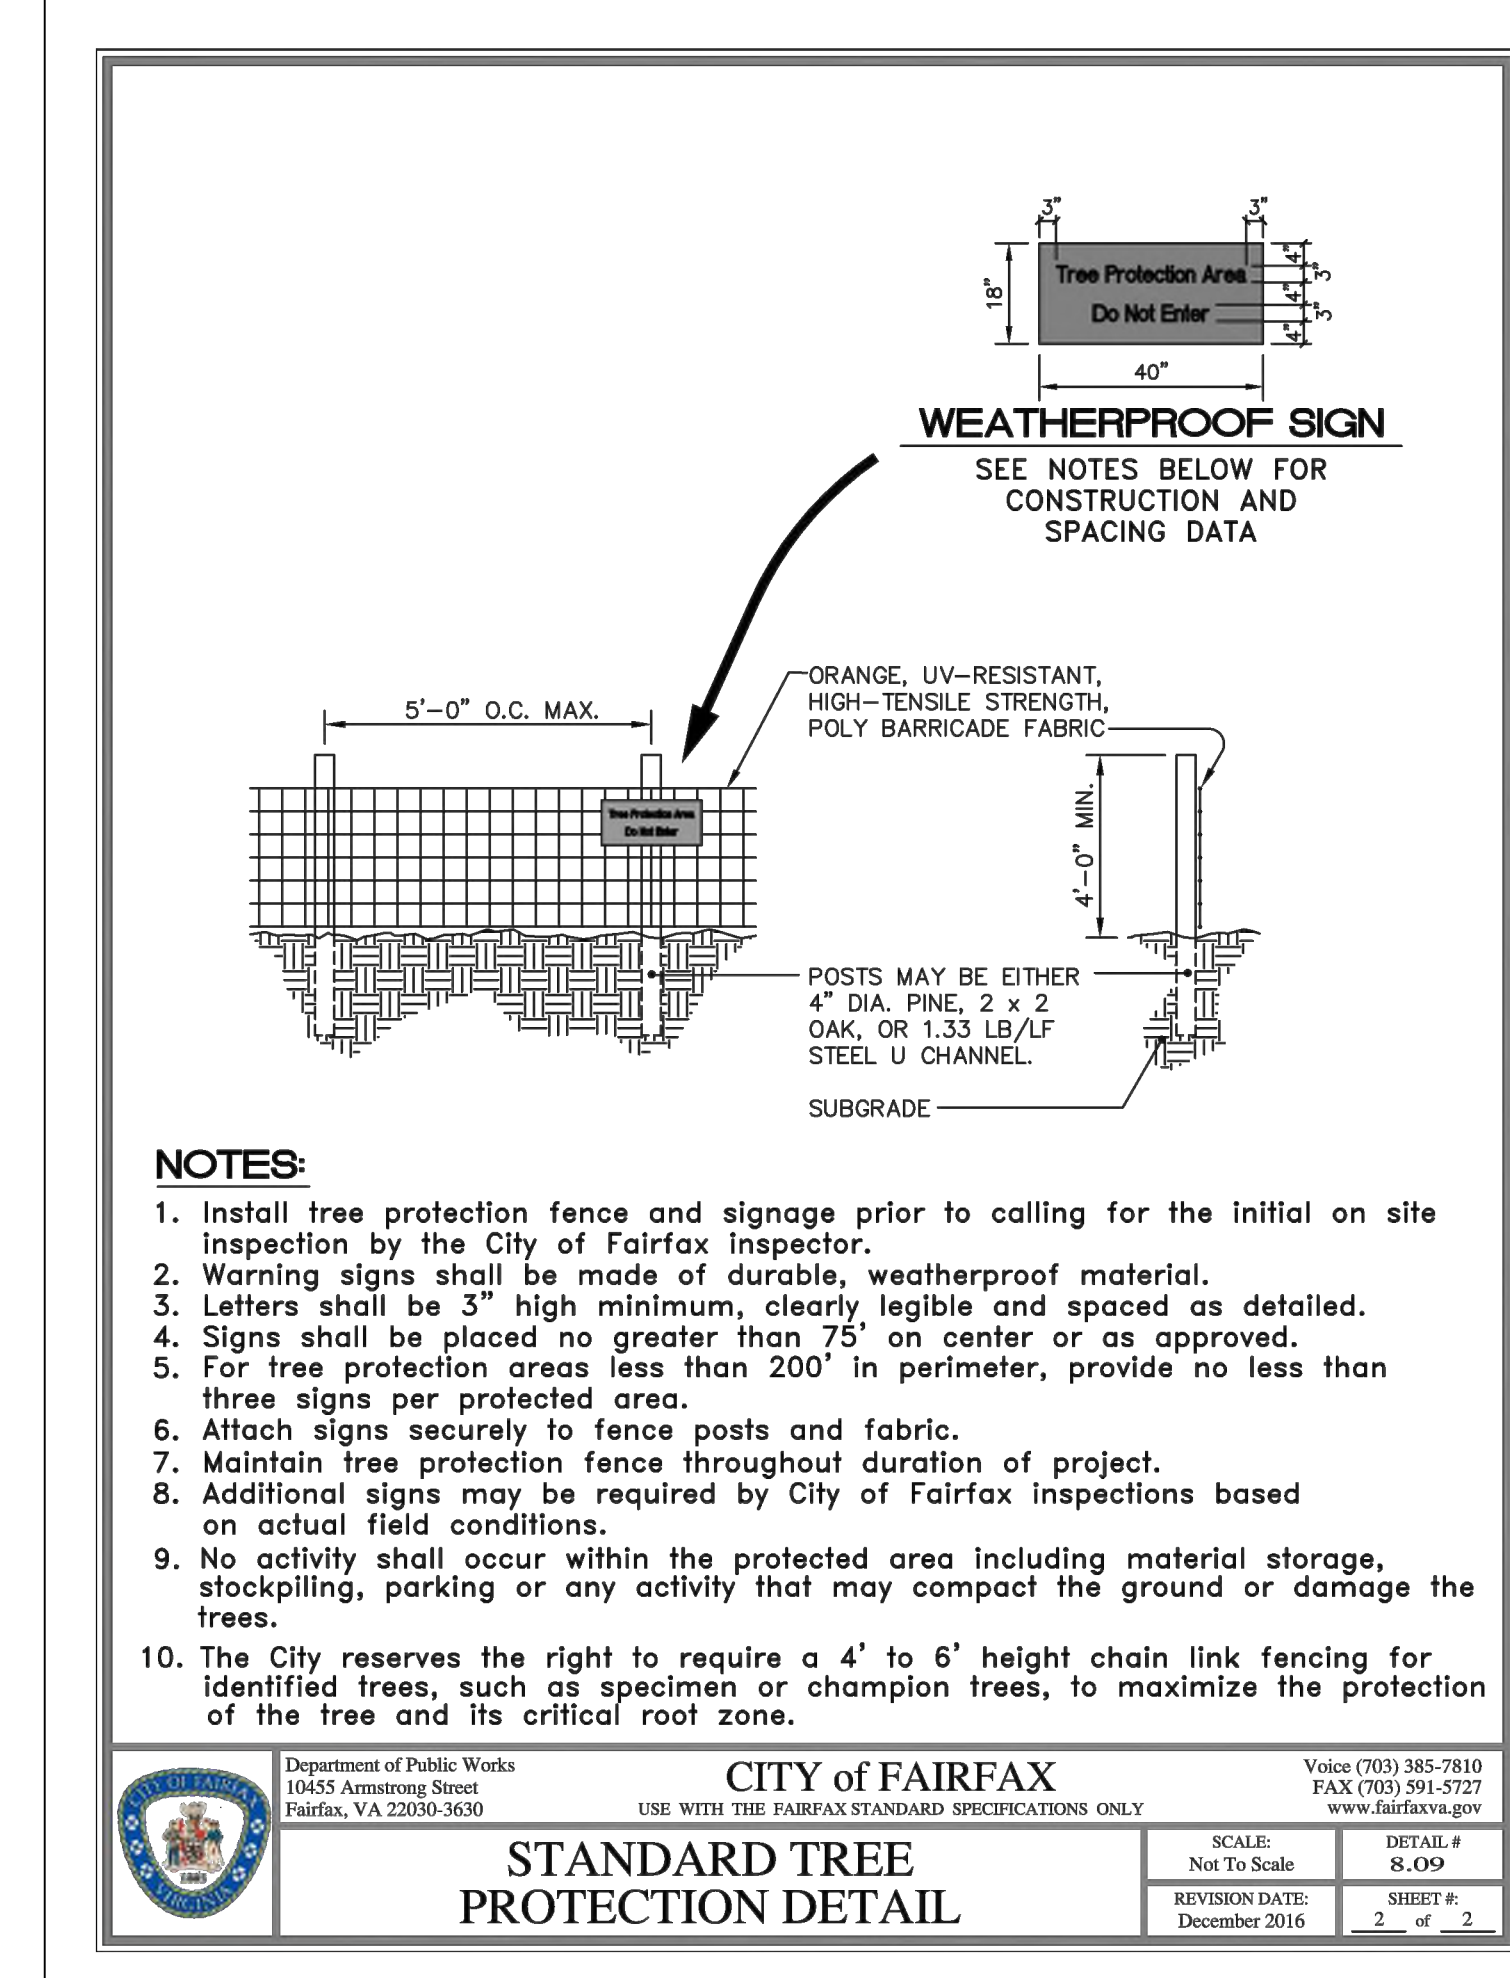 3" 3"
Tree Protection Area
Do Not Enter
18"
4"
3"
4"
3"
4"
40"
WEATHERPROOF SIGN
SEE NOTES BELOW FOR
CONSTRUCTION AND
SPACING DATA
ORANGE, UV-RESISTANT,
HIGH-TENSILE STRENGTH,
POLY BARRICADE FABRIC
5'-0" O.C. MAX.
Tree Protection Area
Do Not Enter
4'-0" MIN.
POSTS MAY BE EITHER
4" DIA. PINE, 2 x 2
OAK, OR 1.33 LB/LF
STEEL U CHANNEL.
SUBGRADE
NOTES:
1. Install tree protection fence and signage prior to calling for the initial on site
inspection by the City of Fairfax inspector.
2. Warning signs shall be made of durable, weatherproof material.
3. Letters shall be 3" high minimum, clearly legible and spaced as detailed.
4. Signs shall be placed no greater than 75' on center or as approved.
5. For tree protection areas less than 200' in perimeter, provide no less than
three signs per protected area.
6. Attach signs securely to fence posts and fabric.
7. Maintain tree protection fence throughout duration of project.
8. Additional signs may be required by City of Fairfax inspections based
on actual field conditions.
9. No activity shall occur within the protected area including material storage,
stockpiling, parking or any activity that may compact the ground or damage the
trees.
10. The City reserves the right to require a 4' to 6' height chain link fencing for
identified trees, such as specimen or champion trees, to maximize the protection
of the tree and its critical root zone.
CITY OF FAIRFAX
1805
VIRGINIA
Department of Public Works
10455 Armstrong Street
Fairfax, VA 22030-3630
CITY of FAIRFAX
USE WITH THE FAIRFAX STANDARD SPECIFICATIONS ONLY
Voice (703) 385-7810
FAX (703) 591-5727
www.fairfaxva.gov
STANDARD TREE
PROTECTION DETAIL
SCALE:
Not To Scale
DETAIL #
8.09
REVISION DATE:
December 2016
SHEET #:
2 of 2